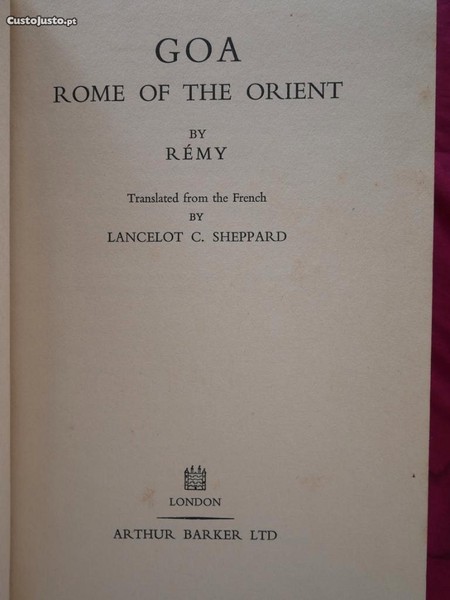 CustoJusto.pt
GOA
ROME OF THE ORIENT
BY
RÉMY
Translated from the French
BY
LANCELOT C. SHEPPARD
LONDON
ARTHUR BARKER LTD